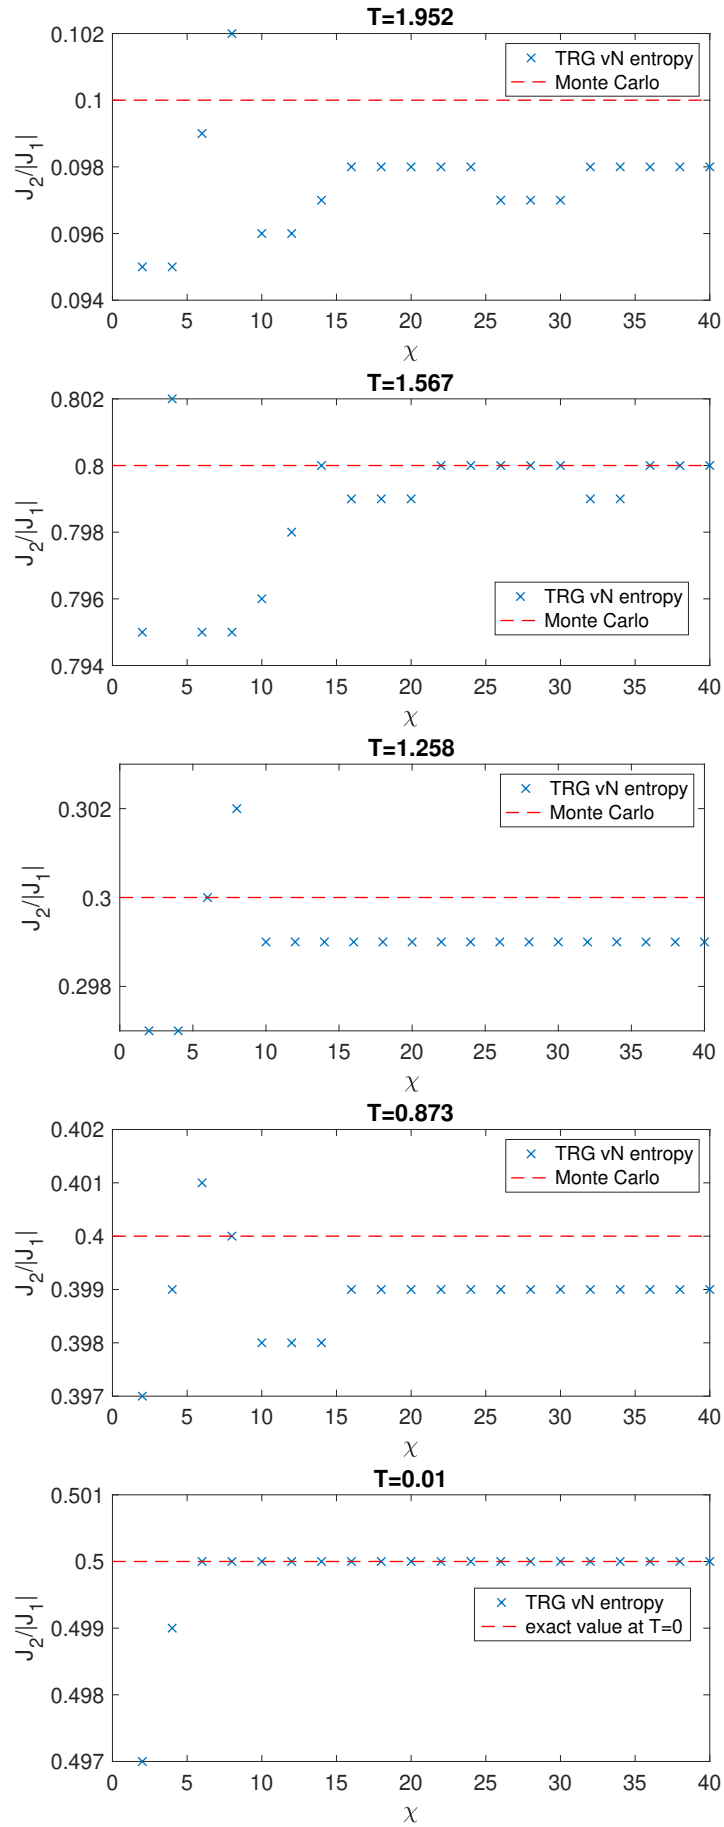 T=1.952
0.102
0.1
0.098
0.096
0.094
J2/|J1|
TRG vN entropy
Monte Carlo
0 5 10 15 20 25 30 35 40
χ
T=1.567
0.802
0.8
0.798
0.796
0.794
J2/|J1|
TRG vN entropy
Monte Carlo
0 5 10 15 20 25 30 35 40
χ
T=1.258
0.302
0.3
0.298
J2/|J1|
TRG vN entropy
Monte Carlo
0 5 10 15 20 25 30 35 40
χ
T=0.873
0.402
0.401
0.4
0.399
0.398
0.397
J2/|J1|
TRG vN entropy
Monte Carlo
0 5 10 15 20 25 30 35 40
χ
T=0.01
0.501
0.5
0.499
0.498
0.497
J2/|J1|
TRG vN entropy
exact value at T=0
0 5 10 15 20 25 30 35 40
χ